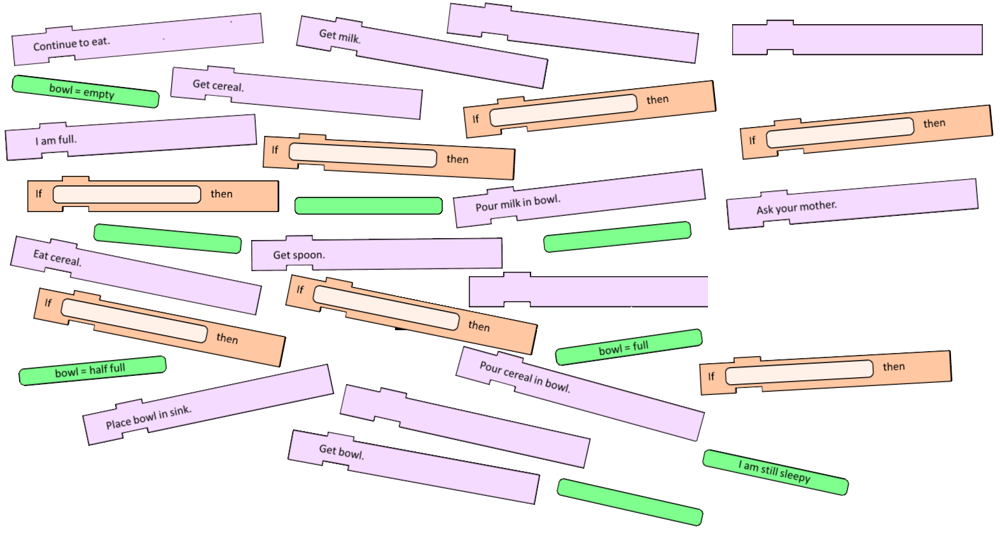 Continue to eat.
Get milk.
bowl = empty
Get cereal.
If then
I am full.
If then
If then
If then
Pour milk in bowl.
Ask your mother.
Eat cereal.
Get spoon.
If then
If then
bowl = full
bowl = half full
Pour cereal in bowl.
If then
Place bowl in sink.
Get bowl.
I am still sleepy